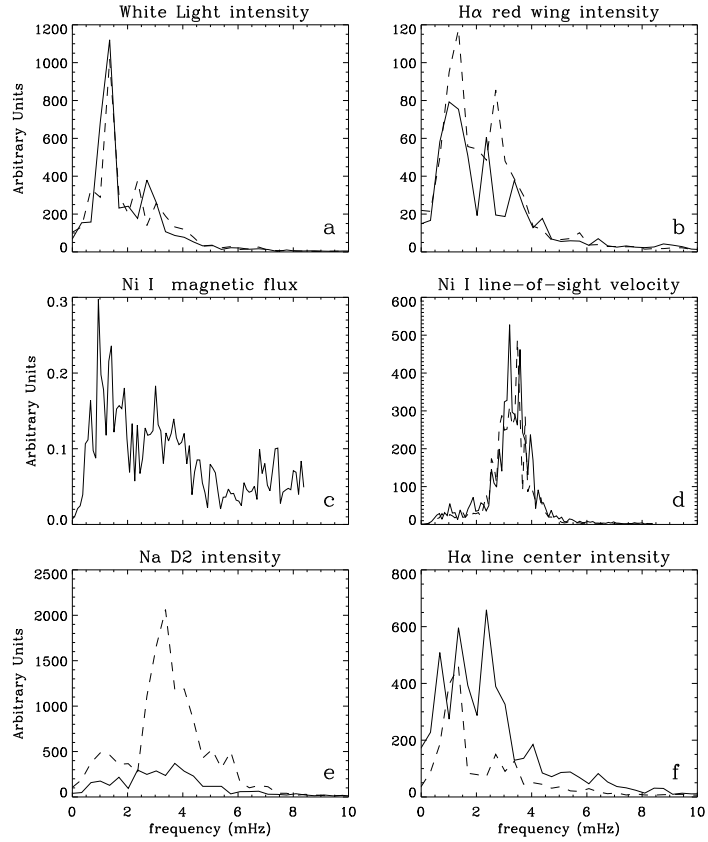 White Light intensity
Hα red wing intensity
Arbitrary Units
1200
1000
800
600
400
200
0
a
120
100
80
60
40
20
0
b
Ni I magnetic flux
Ni I line-of-sight velocity
Arbitrary Units
0.3
0.2
0.1
0.0
c
600
500
400
300
200
100
0
d
Na D2 intensity
Hα line center intensity
Arbitrary Units
2500
2000
1500
1000
500
0
e
800
600
400
200
0
f
0 2 4 6 8 10
0 2 4 6 8 10
frequency (mHz)
frequency (mHz)